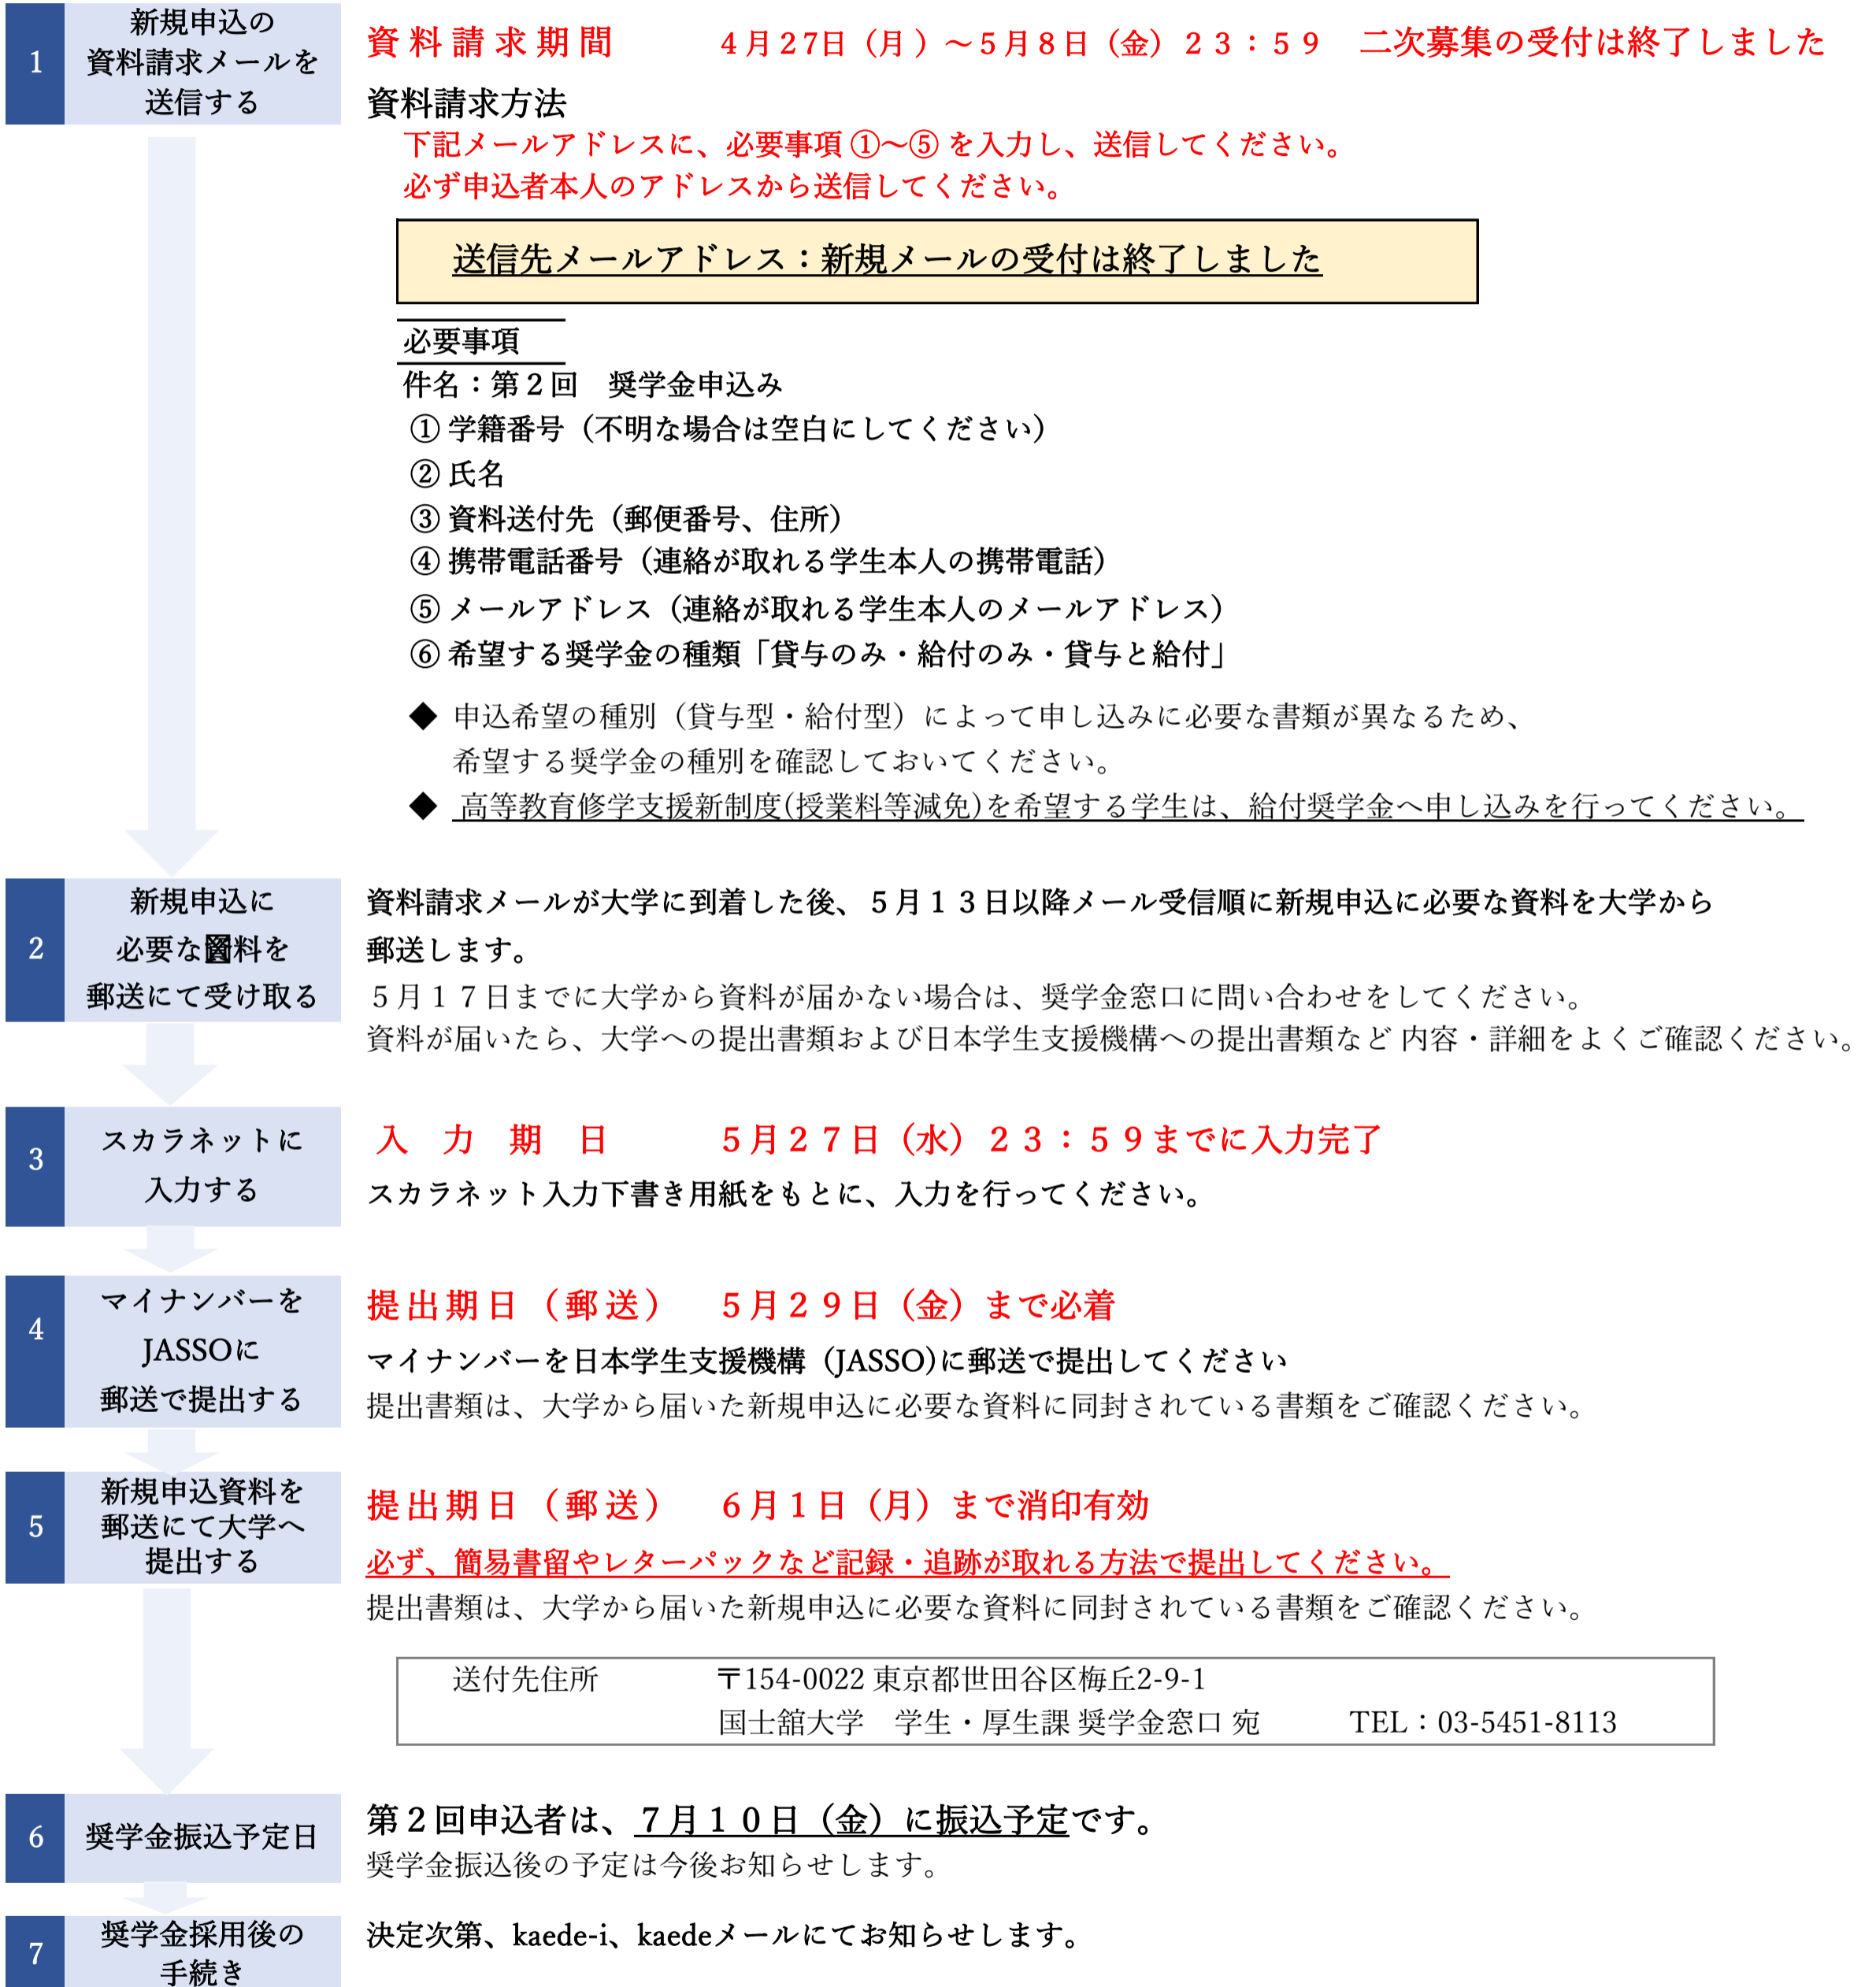 1
新規申込の
資料請求メールを
送信する
資料請求期間　４月２7日（月）～５月８日（金）２３：５９　二次募集の受付は終了しました
資料請求方法
下記メールアドレスに、必要事項 ①～⑤ を入力し、送信してください。
必ず申込者本人のアドレスから送信してください。
送信先メールアドレス：新規メールの受付は終了しました
必要事項
件名：第２回　奨学金申込み
① 学籍番号（不明な場合は空白にしてください）
② 氏名
③ 資料送付先（郵便番号、住所）
④ 携帯電話番号（連絡が取れる学生本人の携帯電話）
⑤ メールアドレス（連絡が取れる学生本人のメールアドレス）
⑥ 希望する奨学金の種類「貸与のみ・給付のみ・貸与と給付」
◆ 申込希望の種別（貸与型・給付型）によって申し込みに必要な書類が異なるため、
希望する奨学金の種別を確認しておいてください。
◆ 高等教育修学支援新制度(授業料等減免)を希望する学生は、給付奨学金へ申し込みを行ってください。
2
新規申込に
必要な資料を
郵送にて受け取る
資料請求メールが大学に到着した後、５月１３日以降メール受信順に新規申込に必要な資料を大学から
郵送します。
５月１７日までに大学から資料が届かない場合は、奨学金窓口に問い合わせをしてください。
資料が届いたら、大学への提出書類および日本学生支援機構への提出書類など 内容・詳細をよくご確認ください。
3
スカラネットに
入力する
入　力　期　日　５月２７日（水）２３：５９までに入力完了
スカラネット入力下書き用紙をもとに、入力を行ってください。
4
マイナンバーを
JASSOに
郵送で提出する
提出期日（郵送）　５月２９日（金）まで必着
マイナンバーを日本学生支援機構（JASSO)に郵送で提出してください
提出書類は、大学から届いた新規申込に必要な資料に同封されている書類をご確認ください。
5
新規申込資料を
郵送にて大学へ
提出する
提出期日（郵送）　６月１日（月）まで消印有効
必ず、簡易書留やレターパックなど記録・追跡が取れる方法で提出してください。
提出書類は、大学から届いた新規申込に必要な資料に同封されている書類をご確認ください。
送付先住所　〒154-0022 東京都世田谷区梅丘2-9-1
国士舘大学　学生・厚生課 奨学金窓口 宛　TEL：03-5451-8113
6
奨学金振込予定日
第２回申込者は、７月１０日（金）に振込予定です。
奨学金振込後の予定は今後お知らせします。
7
奨学金採用後の
手続き
決定次第、kaede-i、kaedeメールにてお知らせします。